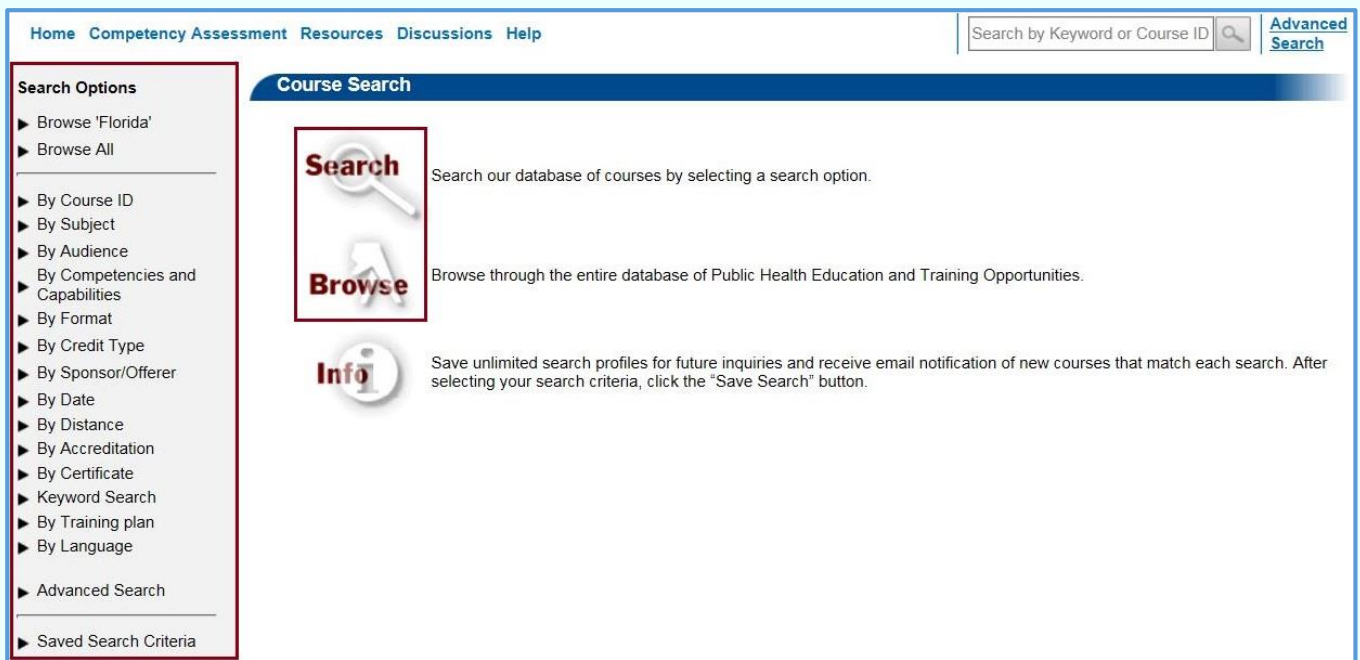 Home Competency Assessment Resources Discussions Help
Search by Keyword or Course ID
Advanced
Search
Search Options
Browse 'Florida'
Browse All
By Course ID
By Subject
By Audience
By Competencies and
Capabilities
By Format
By Credit Type
By Sponsor/Offerer
By Date
By Distance
By Accreditation
By Certificate
Keyword Search
By Training plan
By Language
Advanced Search
Saved Search Criteria
Course Search
Search
Search our database of courses by selecting a search option.
Browse
Browse through the entire database of Public Health Education and Training Opportunities.
Info
Save unlimited search profiles for future inquiries and receive email notification of new courses that match each search. After
selecting your search criteria, click the “Save Search” button.